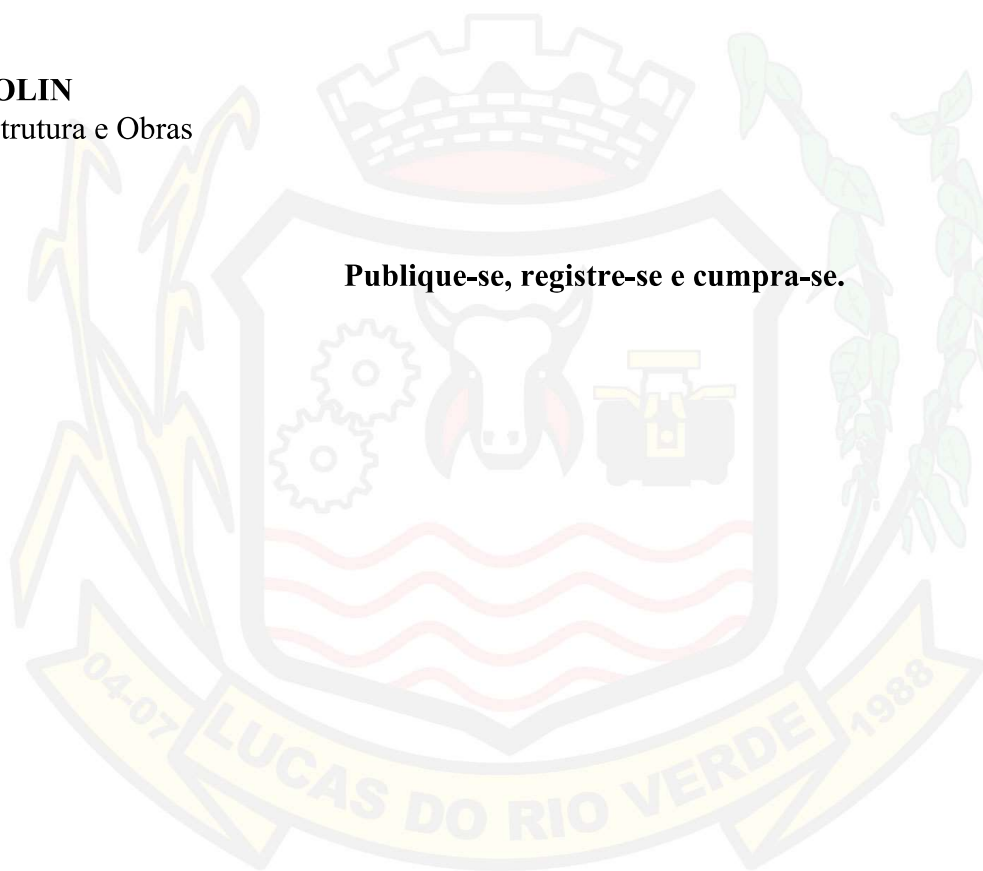 OLIN
trutura e Obras
Publique-se, registre-se e cumpra-se.
04-07 LUCAS DO RIO VERDE 1988